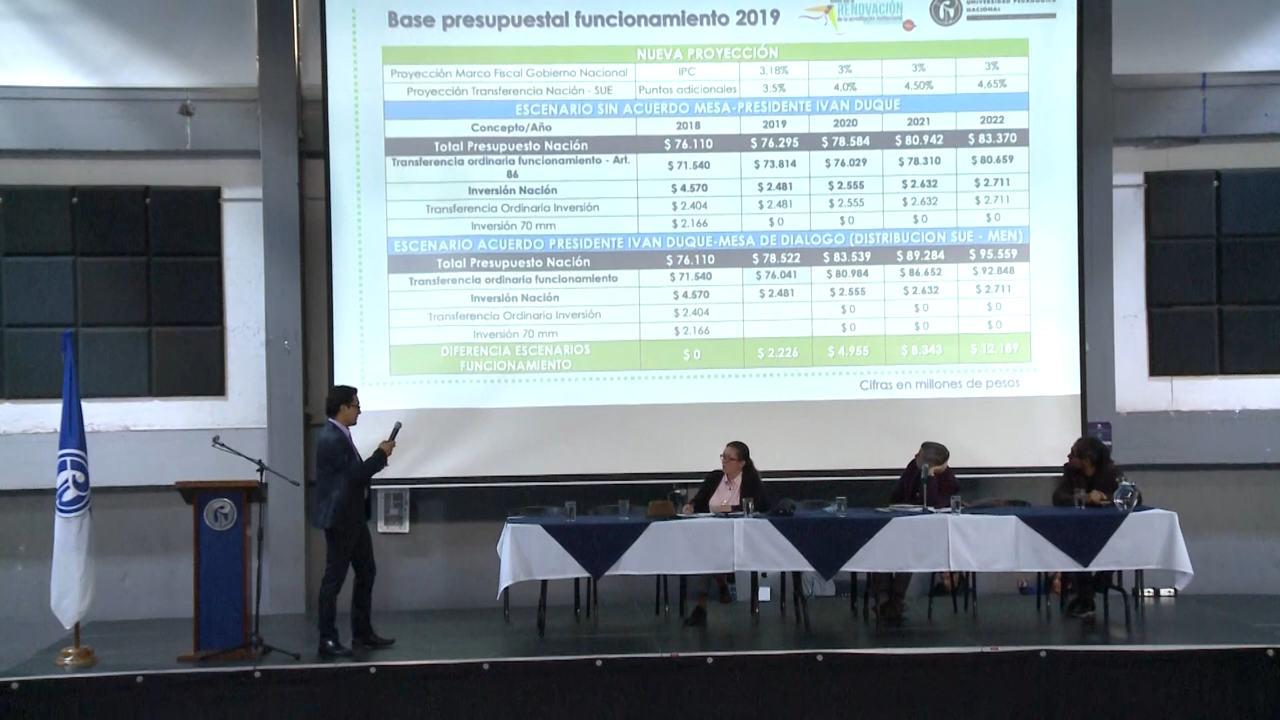 Base presupuestal funcionamiento 2019
RENOVACIÓN
UNIVERSIDAD PEDAGÓGICA
NACIONAL
NUEVA PROYECCIÓN
Proyección Marco Fiscal Gobierno Nacional IPC 3.18% 3% 3% 3%
Proyección Transferencia Nación - SUE Puntos adicionales 3.5% 4,0% 4,50% 4,65%
ESCENARIO SIN ACUERDO MESA-PRESIDENTE IVAN DUQUE
Concepto/Año 2018 2019 2020 2021 2022
Total Presupuesto Nación $ 76.110 $ 76.295 $ 78.584 $ 80.942 $ 83.370
Transferencia ordinaria funcionamiento - Art. 86 $ 71.540 $ 73.814 $ 76.029 $ 78.310 $ 80.659
Inversión Nación $ 4.570 $ 2.481 $ 2.555 $ 2.632 $ 2.711
Transferencia Ordinaria Inversión $ 2.404 $ 2.481 $ 2.555 $ 2.632 $ 2.711
Inversión 70 mm $ 2.166 $ 0 $ 0 $ 0 $ 0
ESCENARIO ACUERDO PRESIDENTE IVAN DUQUE-MESA DE DIALOGO (DISTRIBUCION SUE - MEN)
Total Presupuesto Nación $ 76.110 $ 78.522 $ 83.539 $ 89.284 $ 95.559
Transferencia ordinaria funcionamiento $ 71.540 $ 76.041 $ 80.984 $ 86.652 $ 92.848
Inversión Nación $ 4.570 $ 2.481 $ 2.555 $ 2.632 $ 2.711
Transferencia Ordinaria Inversión $ 2.404 $ 0 $ 0 $ 0
Inversión 70 mm $ 2.166 $ 0 $ 0 $ 0
DIFERENCIA ESCENARIOS FUNCIONAMIENTO $ 0 $ 2.226 $ 4.955 $ 8.343 $ 12.189
Cifras en millones de pesos